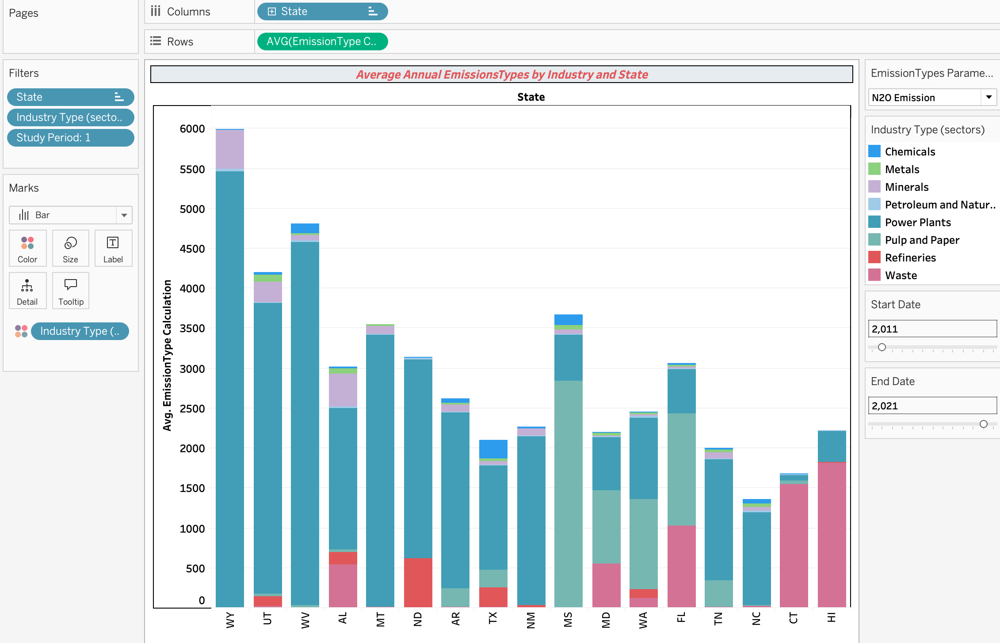 Pages
Columns
State
Rows
AVG(EmissionType C..
Filters
State
Industry Type (secto..
Study Period: 1
Marks
Bar
Color
Size
Label
Detail
Tooltip
Industry Type (..
Average Annual EmissionsTypes by Industry and State
State
Avg. EmissionType Calculation
6000
5500
5000
4500
4000
3500
3000
2500
2000
1500
1000
500
0
WY
UT
WV
AL
MT
ND
AR
TX
NM
MS
MD
WA
FL
TN
NC
CT
HI
EmissionTypes Parame...
N2O Emission
Industry Type (sectors)
Chemicals
Metals
Minerals
Petroleum and Natur..
Power Plants
Pulp and Paper
Refineries
Waste
Start Date
2,011
End Date
2,021